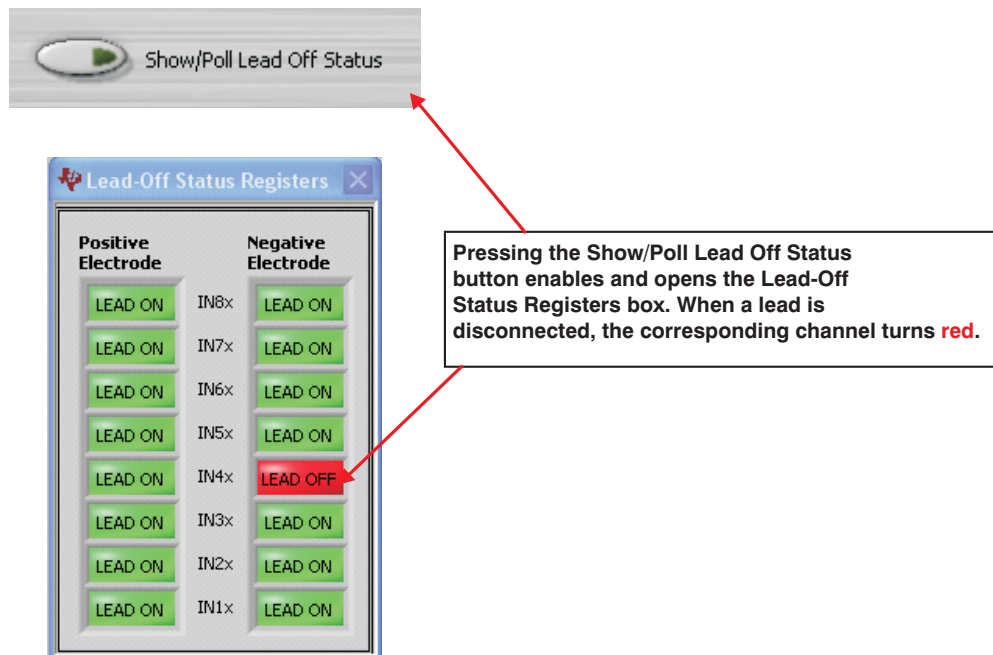 Show/Poll Lead Off Status
Lead-Off Status Registers
Positive
Electrode
Negative
Electrode
LEAD ON IN8x LEAD ON
LEAD ON IN7x LEAD ON
LEAD ON IN6x LEAD ON
LEAD ON IN5x LEAD ON
LEAD ON IN4x LEAD OFF
LEAD ON IN3x LEAD ON
LEAD ON IN2x LEAD ON
LEAD ON IN1x LEAD ON
Pressing the Show/Poll Lead Off Status
button enables and opens the Lead-Off
Status Registers box. When a lead is
disconnected, the corresponding channel turns red.